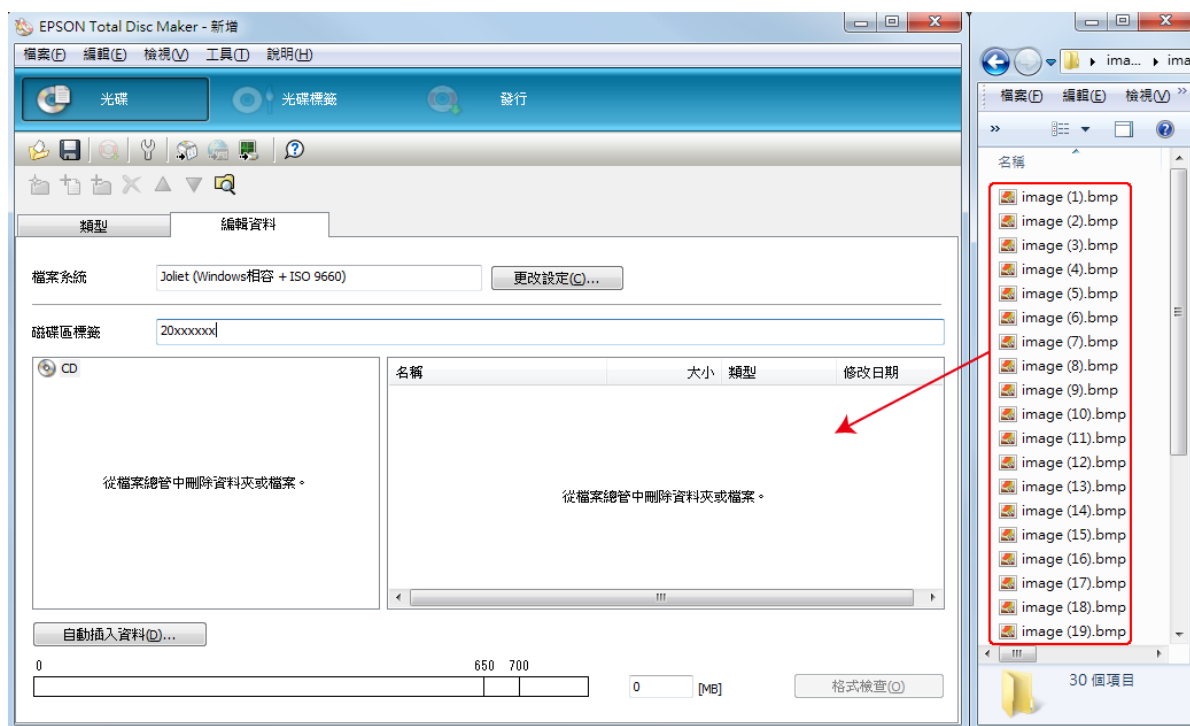 EPSON Total Disc Maker - 新增
檔案(F) 編輯(E) 檢視(V) 工具(T) 說明(H)
光碟 光碟標籤 發行
類型 編輯資料
檔案系統 Joliet (Windows相容 + ISO 9660) 更改設定(C)...
磁碟區標籤 20xxxxxx
CD
從檔案總管中刪除資料夾或檔案。
名稱 大小 類型 修改日期
從檔案總管中刪除資料夾或檔案。
自動插入資料(D)...
0 650 700
0 [MB] 格式檢查(O)
ima... ima
檔案(F) 編輯(E) 檢視(V) »
»
名稱
image (1).bmp
image (2).bmp
image (3).bmp
image (4).bmp
image (5).bmp
image (6).bmp
image (7).bmp
image (8).bmp
image (9).bmp
image (10).bmp
image (11).bmp
image (12).bmp
image (13).bmp
image (14).bmp
image (15).bmp
image (16).bmp
image (17).bmp
image (18).bmp
image (19).bmp
30 個項目